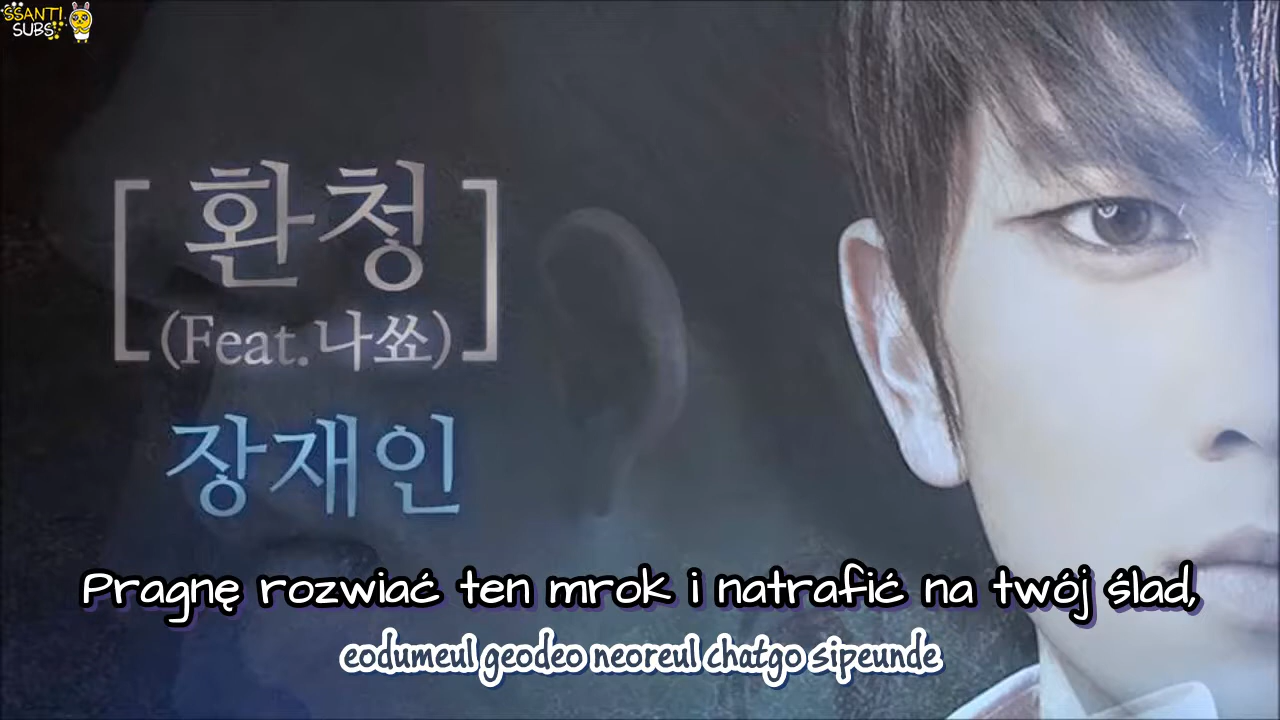 SSANTI
SUBS
[환청
(Feat.나쑈)]
장재인
Pragnę rozwiać ten mrok i natrafić na twój ślad,
eodumeul geodeo neoreul chatgo sipeunde